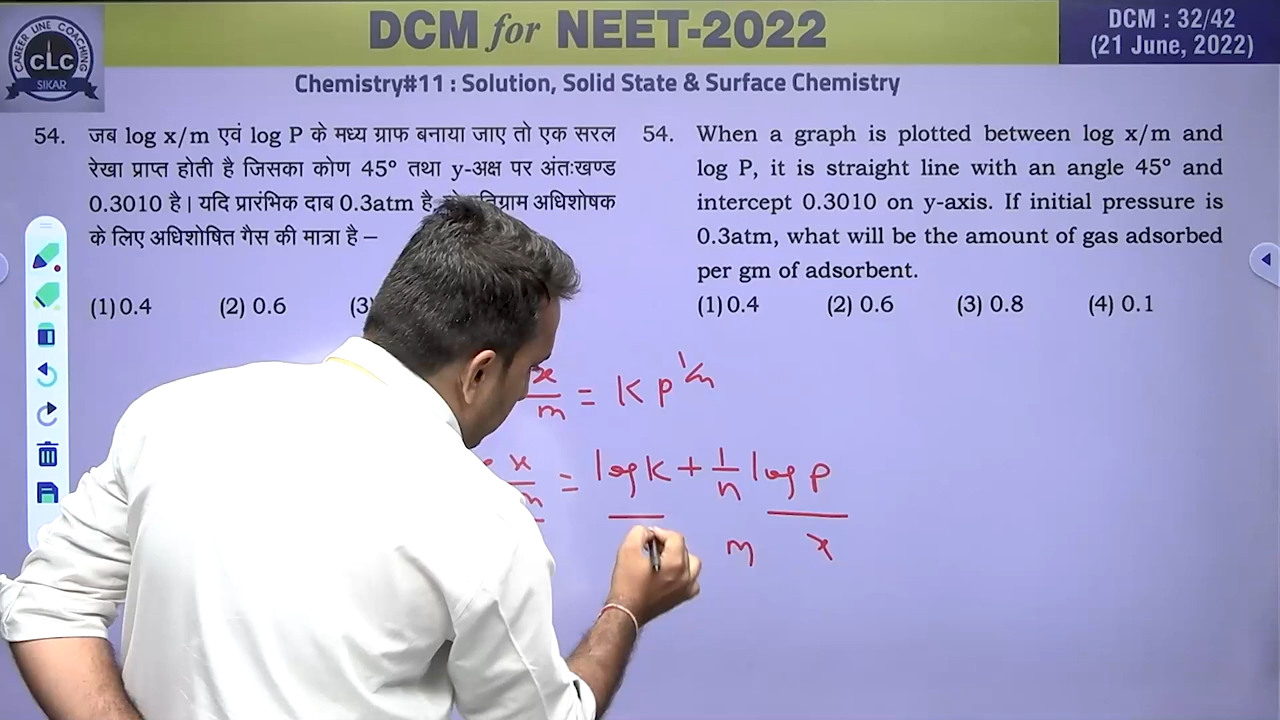 CAREER LINE COACHING
CLC
SIKAR
DCM for NEET-2022
DCM : 32/42
(21 June, 2022)
Chemistry#11 : Solution, Solid State & Surface Chemistry
54. जब log x/m एवं log P के मध्य ग्राफ बनाया जाए तो एक सरल
रेखा प्राप्त होती है जिसका कोण 45° तथा y-अक्ष पर अंतःखण्ड
0.3010 है। यदि प्रारंभिक दाब 0.3atm है अधिशोषक
के लिए अधिशोषित गैस की मात्रा है –
(1) 0.4 (2) 0.6 (3)
54. When a graph is plotted between log x/m and
log P, it is straight line with an angle 45° and
intercept 0.3010 on y-axis. If initial pressure is
0.3atm, what will be the amount of gas adsorbed
per gm of adsorbent.
(1) 0.4 (2) 0.6 (3) 0.8 (4) 0.1
x/m = K P^1/n
x/m = log K + 1/n log P
m x